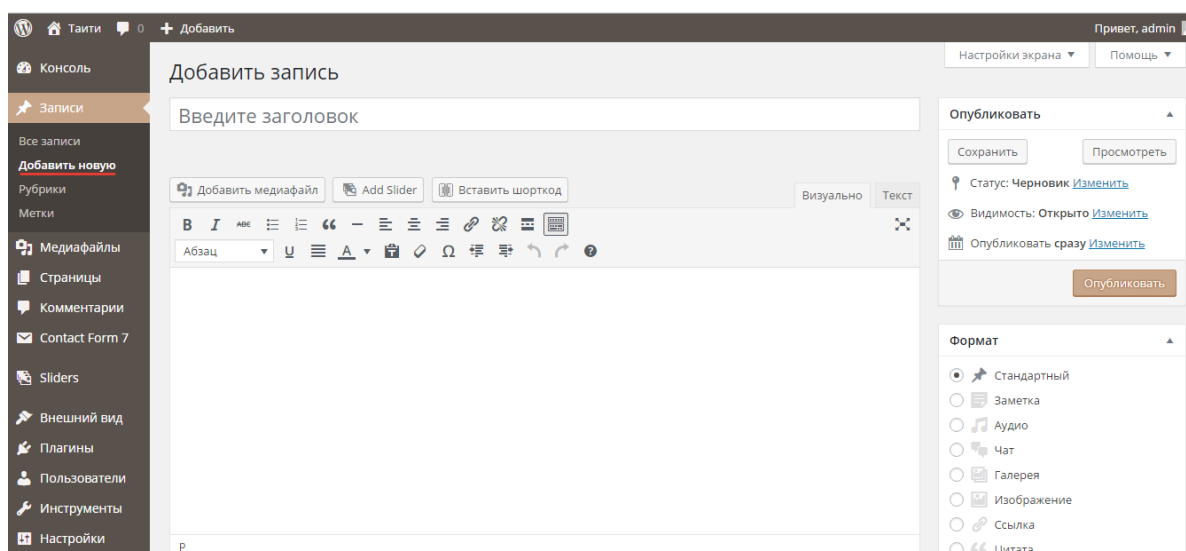 Таити 0 Добавить Привет, admin
Консоль
Записи
Все записи
Добавить новую
Рубрики
Метки
Медиафайлы
Страницы
Комментарии
Contact Form 7
Sliders
Внешний вид
Плагины
Пользователи
Инструменты
Настройки
Настройки экрана Помощь
Добавить запись
Введите заголовок
Добавить медиафайл Add Slider Вставить шорткод
Визуально Текст
B I ABC
Абзац U A Ω
P
Опубликовать
Сохранить Просмотреть
Статус: Черновик Изменить
Видимость: Открыто Изменить
Опубликовать сразу Изменить
Опубликовать
Формат
Стандартный
Заметка
Аудио
Чат
Галерея
Изображение
Ссылка
Цитата